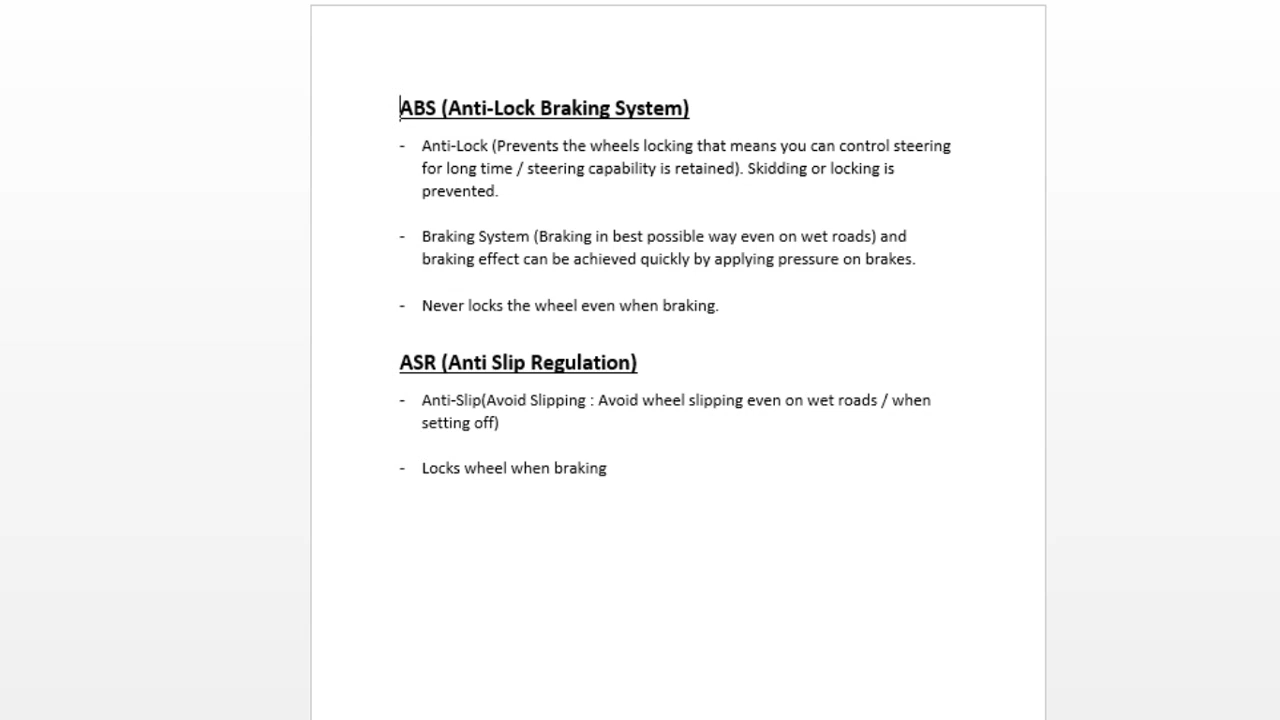 ABS (Anti-Lock Braking System)
- Anti-Lock (Prevents the wheels locking that means you can control steering
for long time / steering capability is retained). Skidding or locking is
prevented.
- Braking System (Braking in best possible way even on wet roads) and
braking effect can be achieved quickly by applying pressure on brakes.
- Never locks the wheel even when braking.
ASR (Anti Slip Regulation)
- Anti-Slip(Avoid Slipping : Avoid wheel slipping even on wet roads / when
setting off)
- Locks wheel when braking